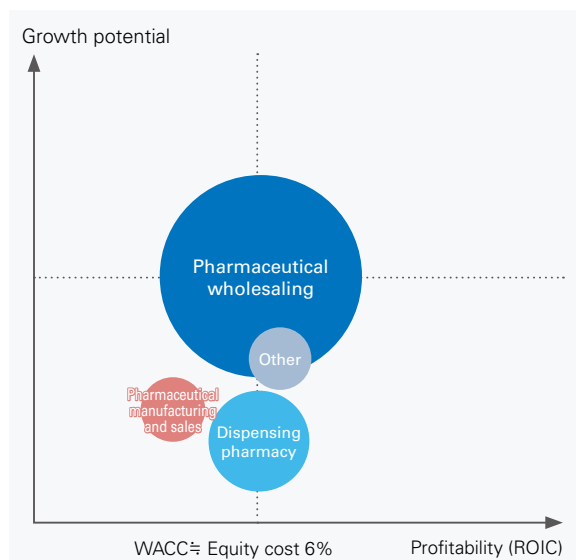 Growth potential
Pharmaceutical
wholesaling
Other
Pharmaceutical
manufacturing
and sales
Dispensing
pharmacy
WACC≒ Equity cost 6%
Profitability (ROIC)